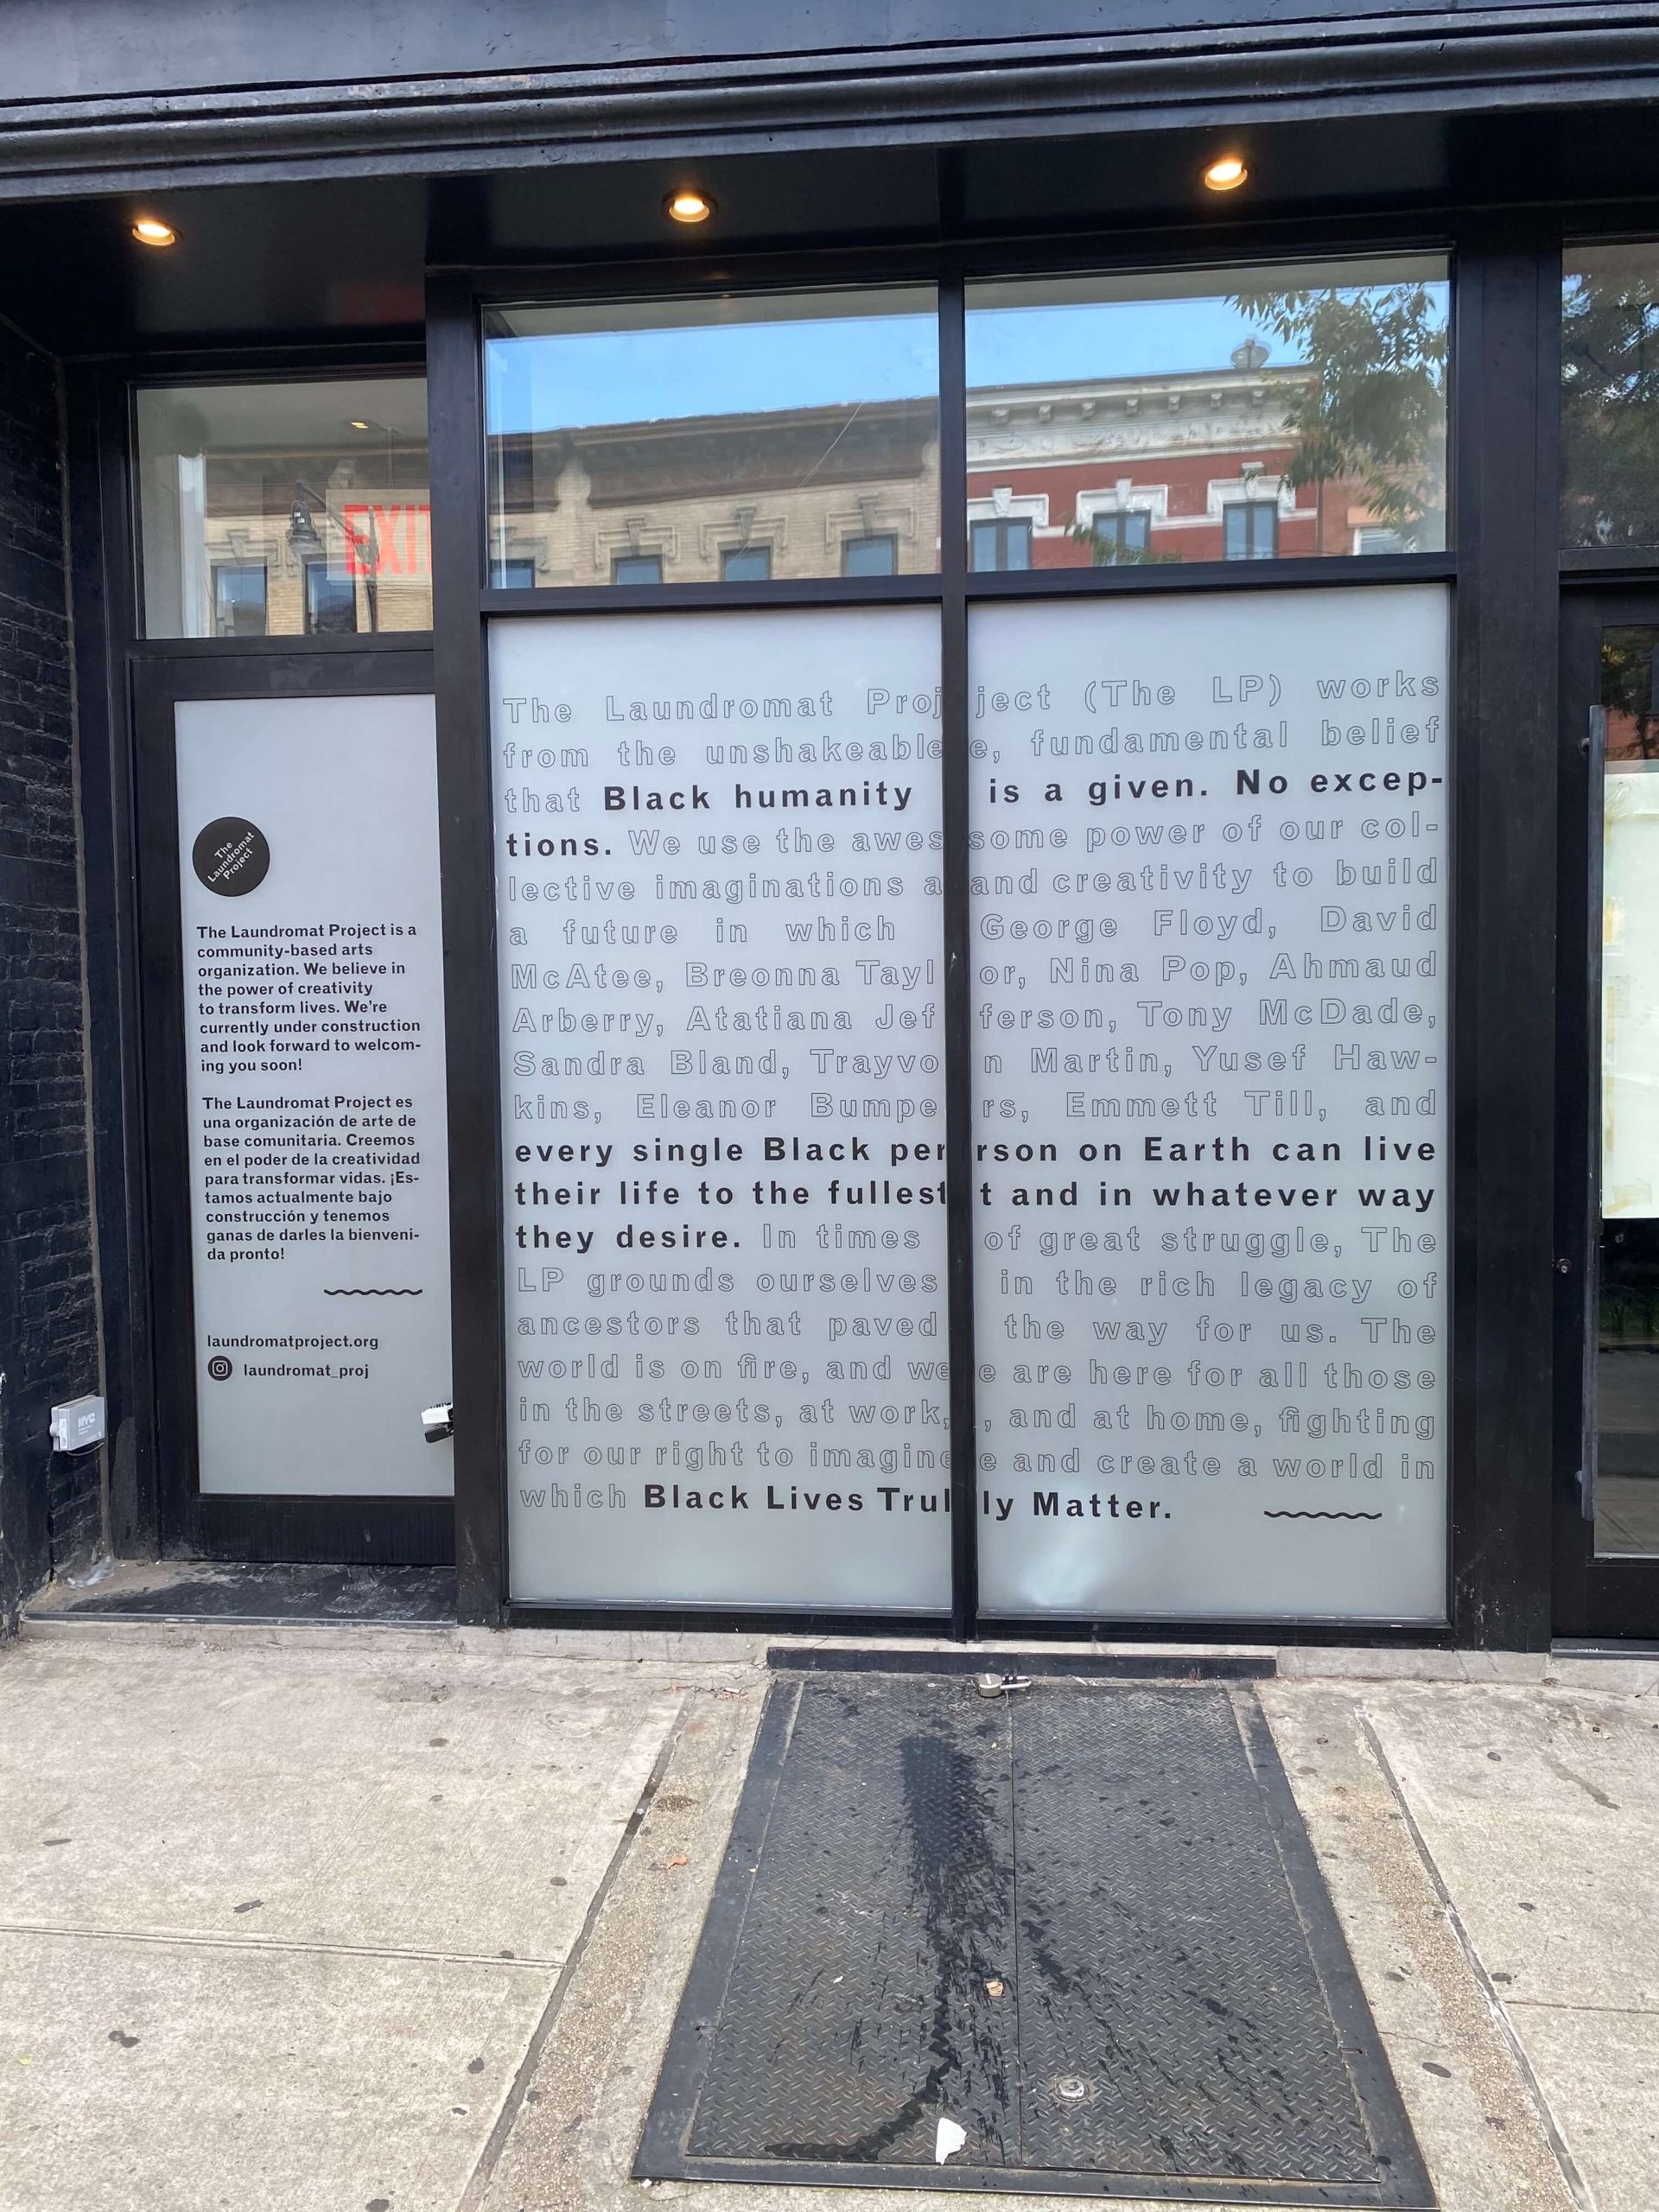 EXIT
The
Laundromat
Project
The Laundromat Project is a
community-based arts
organization. We believe in
the power of creativity
to transform lives. We're
currently under construction
and look forward to welcom-
ing you soon!
The Laundromat Project es
una organización de arte de
base comunitaria. Creemos
en el poder de la creatividad
para transformar vidas. ¡Es-
tamos actualmente bajo
construcción y tenemos
ganas de darles la bienveni-
da pronto!
laundromatproject.org
laundromat_proj
NYC
The Laundromat Project (The LP) works
from the unshakeable, fundamental belief
that Black humanity is a given. No excep-
tions. We use the awesome power of our col-
lective imaginations and creativity to build
a future in which George Floyd, David
McAtee, Breonna Taylor, Nina Pop, Ahmaud
Arberry, Atatiana Jefferson, Tony McDade,
Sandra Bland, Trayvon Martin, Yusef Haw-
kins, Eleanor Bumpers, Emmett Till, and
every single Black person on Earth can live
their life to the fullest and in whatever way
they desire. In times of great struggle, The
LP grounds ourselves in the rich legacy of
ancestors that paved the way for us. The
world is on fire, and we are here for all those
in the streets, at work, and at home, fighting
for our right to imagine and create a world in
which Black Lives Truly Matter.